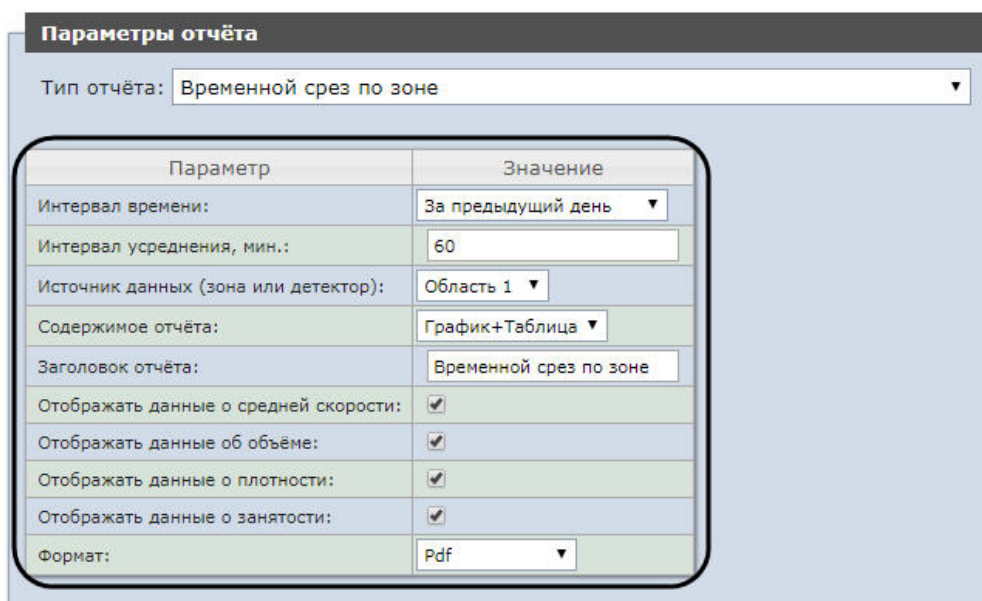 Параметры отчёта
Тип отчёта: Временной срез по зоне
Параметр Значение
Интервал времени: За предыдущий день
Интервал усреднения, мин.: 60
Источник данных (зона или детектор): Область 1
Содержимое отчёта: График+Таблица
Заголовок отчёта: Временной срез по зоне
Отображать данные о средней скорости:
Отображать данные об объёме:
Отображать данные о плотности:
Отображать данные о занятости:
Формат: Pdf